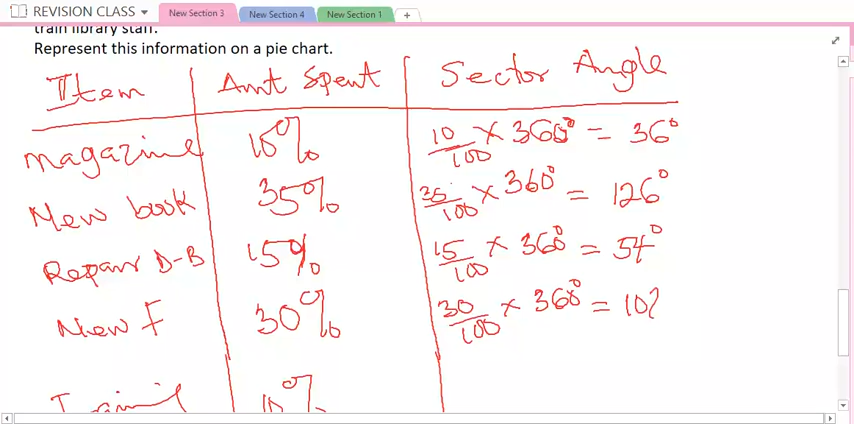 REVISION CLASS New Section 3 New Section 4 New Section 1 +
train library staff.
Represent this information on a pie chart.
Item Amt Spent Sector Angle
magazine 10% 10/100 × 360° = 36°
New book 35% 35/100 × 360° = 126°
Repair D-B 15% 15/100 × 360° = 54°
New F 30% 30/100 × 360° = 108
10%